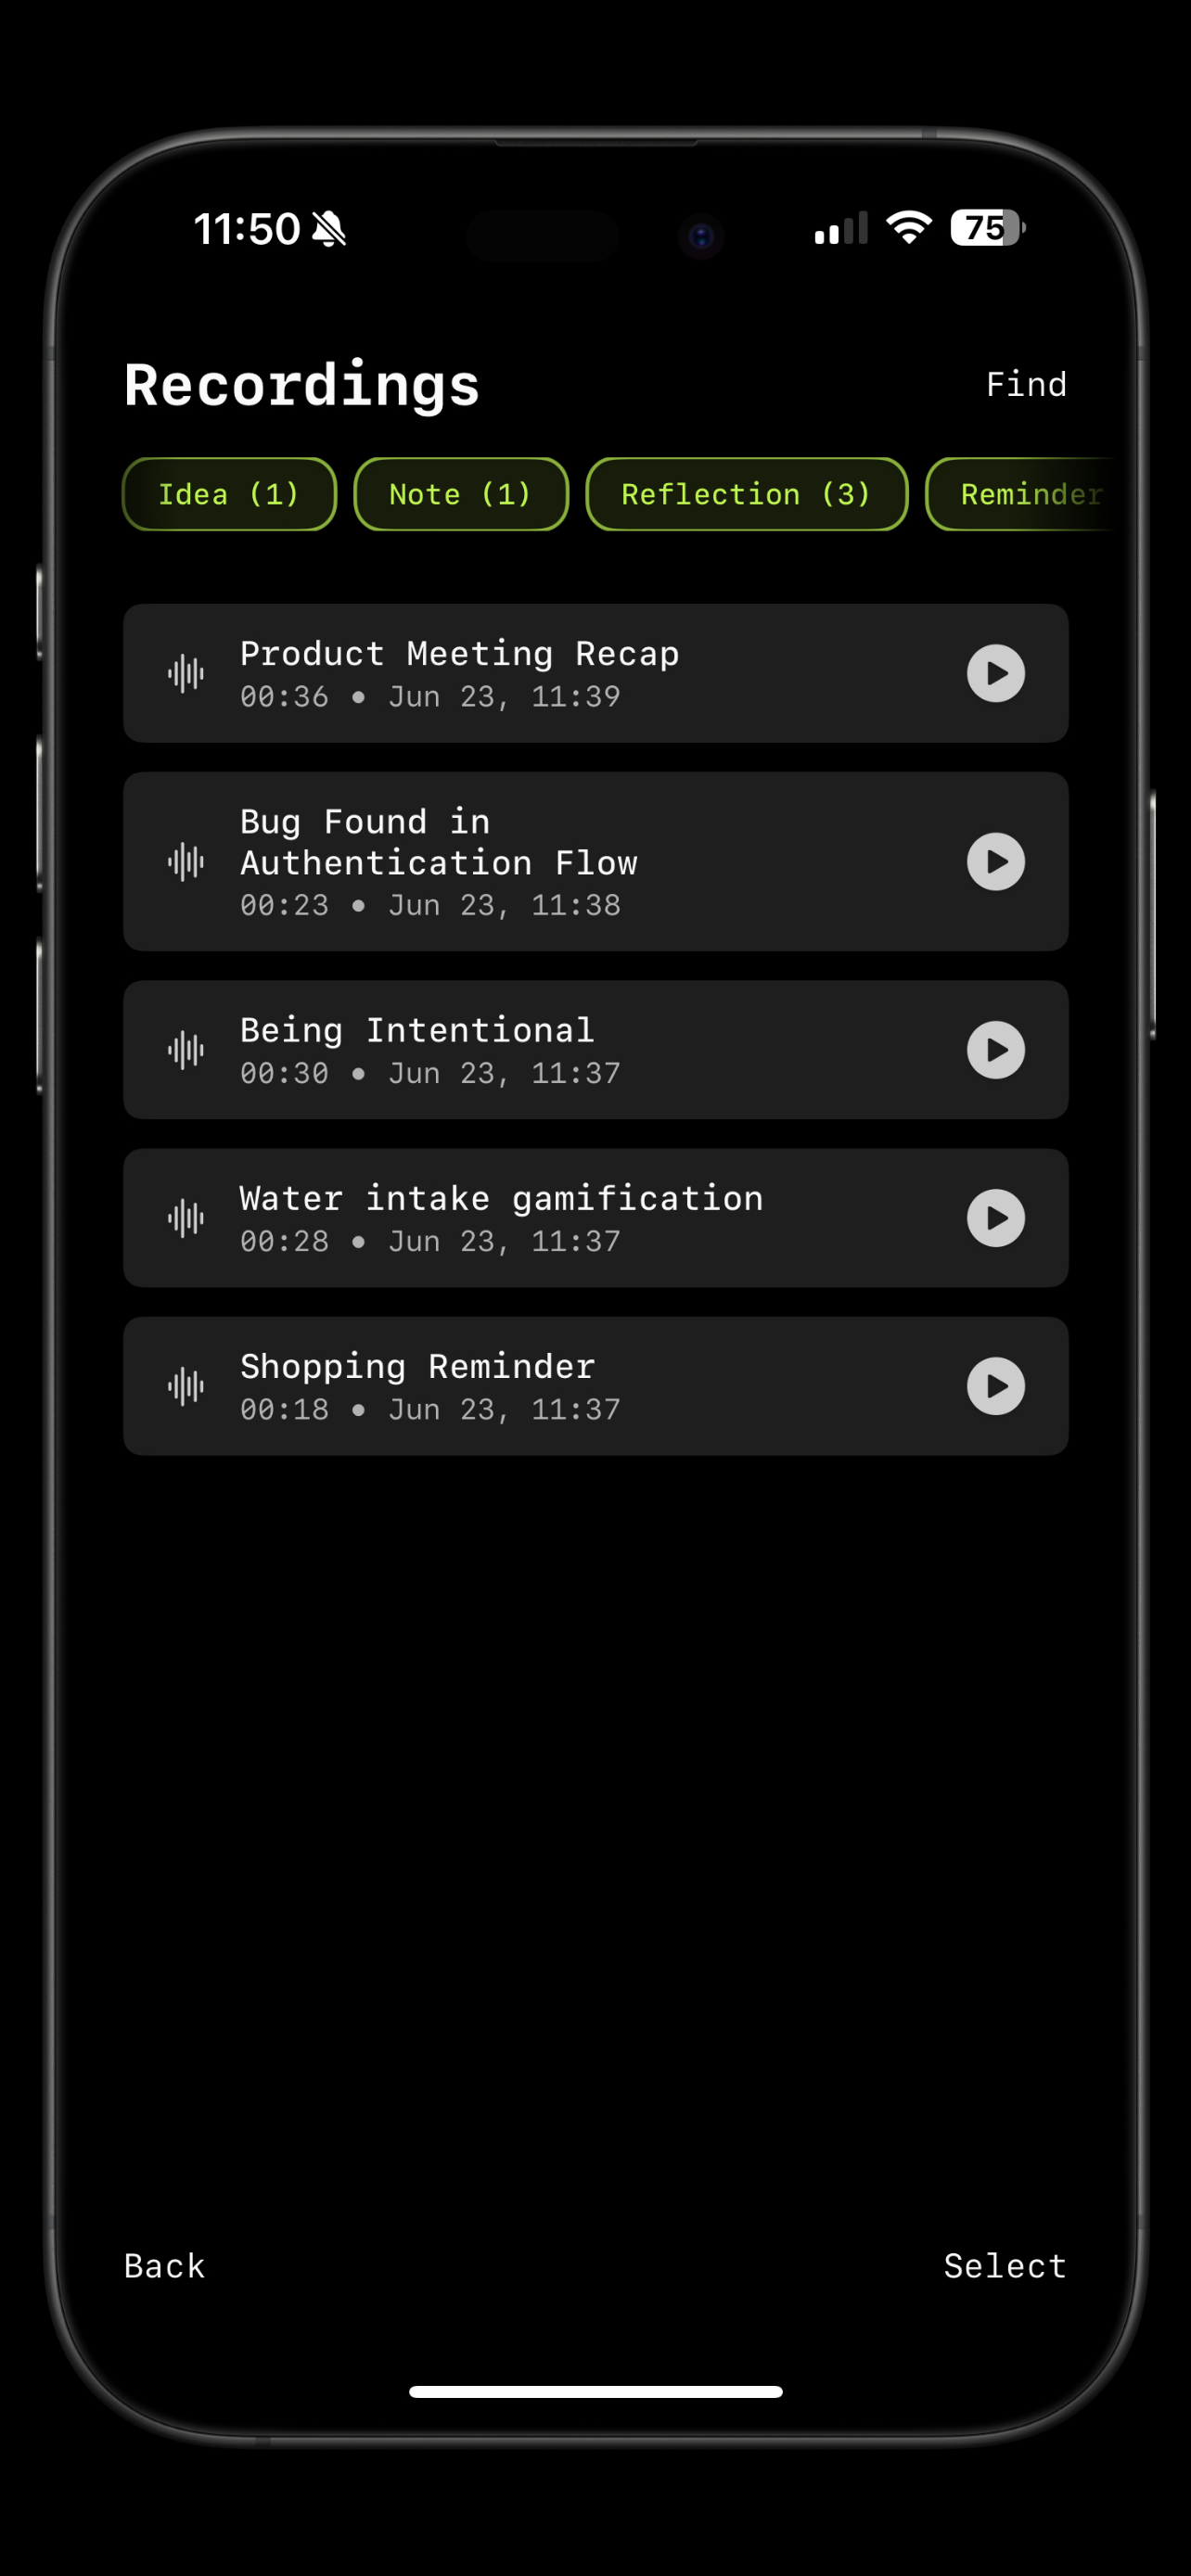 11:50
75
Recordings
Find
Idea (1) Note (1) Reflection (3) Reminder
Product Meeting Recap
00:36 • Jun 23, 11:39
Bug Found in
Authentication Flow
00:23 • Jun 23, 11:38
Being Intentional
00:30 • Jun 23, 11:37
Water intake gamification
00:28 • Jun 23, 11:37
Shopping Reminder
00:18 • Jun 23, 11:37
Back
Select